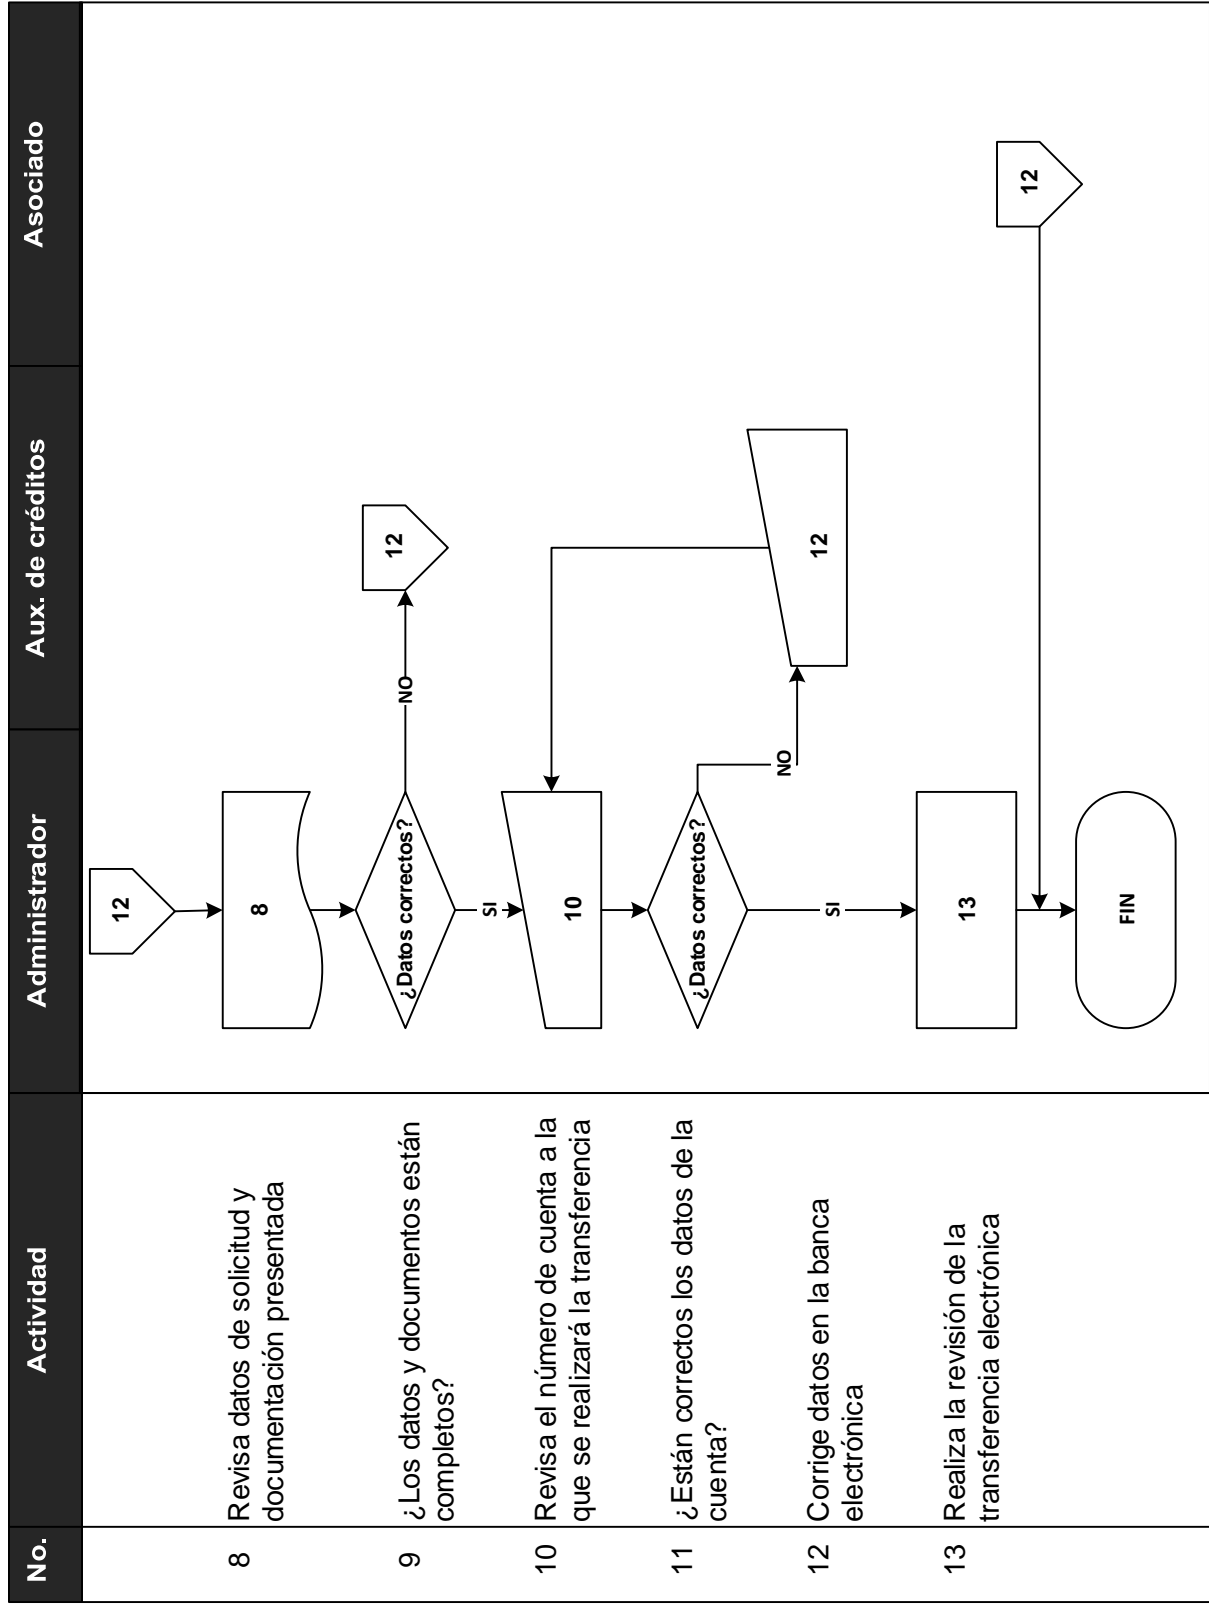 No.
Actividad
Administrador
Aux. de créditos
Asociado
12
8
Revisa datos de solicitud y
documentación presentada
8
9
¿Los datos y documentos están
completos?
¿Datos correctos?
NO
12
SI
10
Revisa el número de cuenta a la
que se realizará la transferencia
10
11
¿Están correctos los datos de la
cuenta?
¿Datos correctos?
NO
12
Corrige datos en la banca
electrónica
12
SI
13
Realiza la revisión de la
transferencia electrónica
13
12
FIN